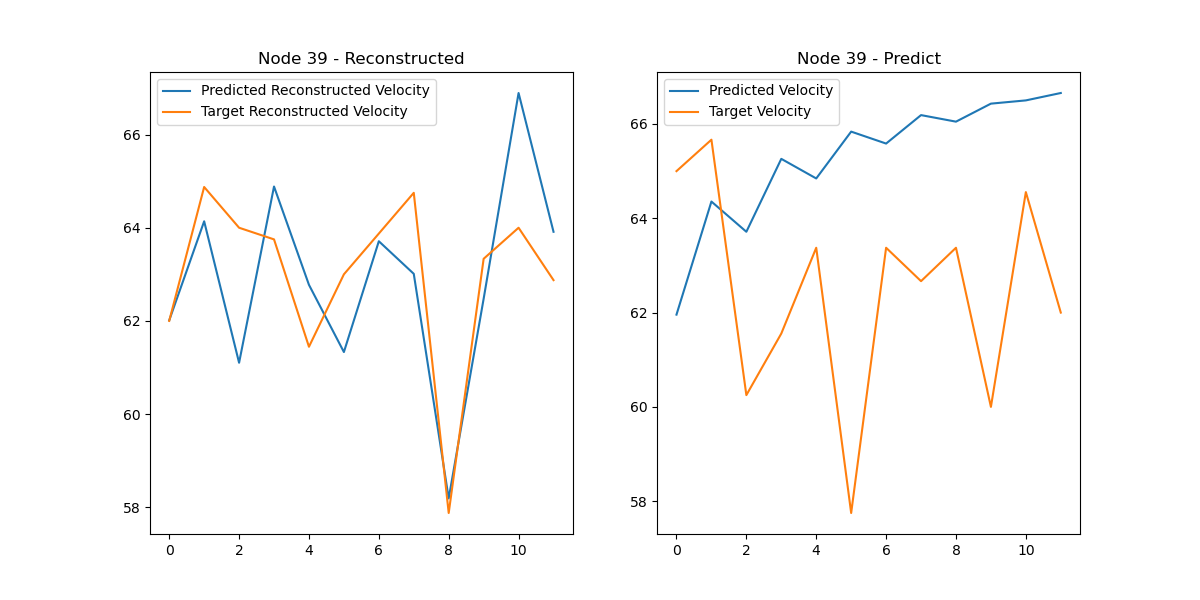 Node 39 - Reconstructed
Predicted Reconstructed Velocity
Target Reconstructed Velocity
66
64
62
60
58
0 2 4 6 8 10
Node 39 - Predict
Predicted Velocity
Target Velocity
66
64
62
60
58
0 2 4 6 8 10